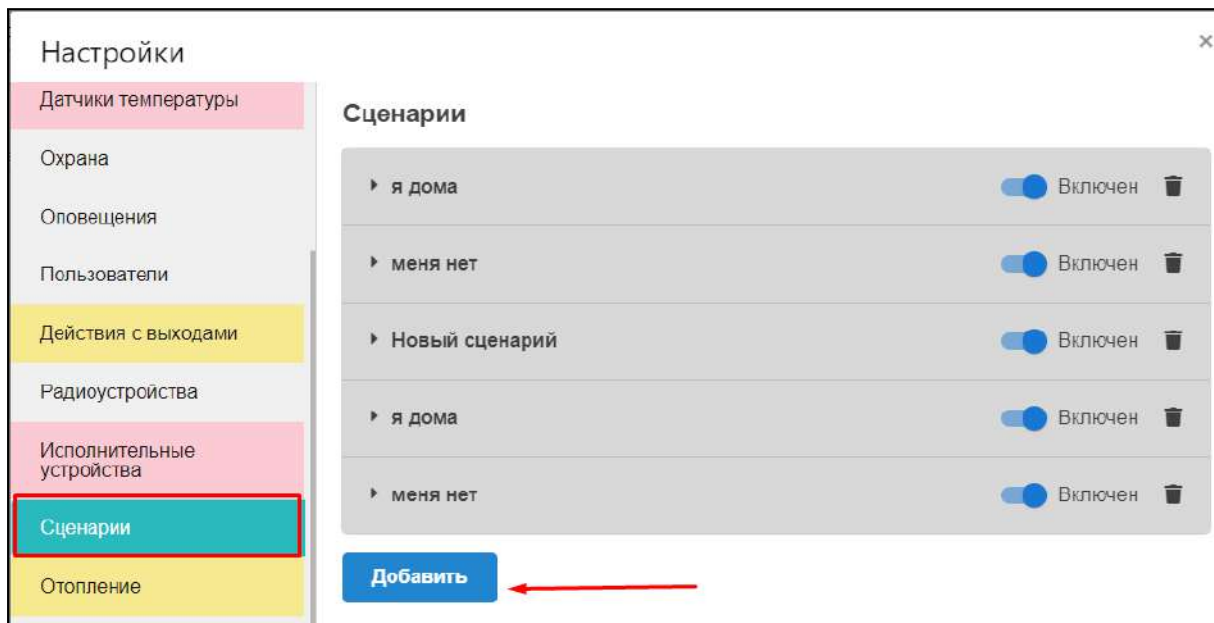 Настройки
×
Датчики температуры
Охрана
Оповещения
Пользователи
Действия с выходами
Радиоустройства
Исполнительные
устройства
Сценарии
Отопление
Сценарии
я дома Включен
меня нет Включен
Новый сценарий Включен
я дома Включен
меня нет Включен
Добавить